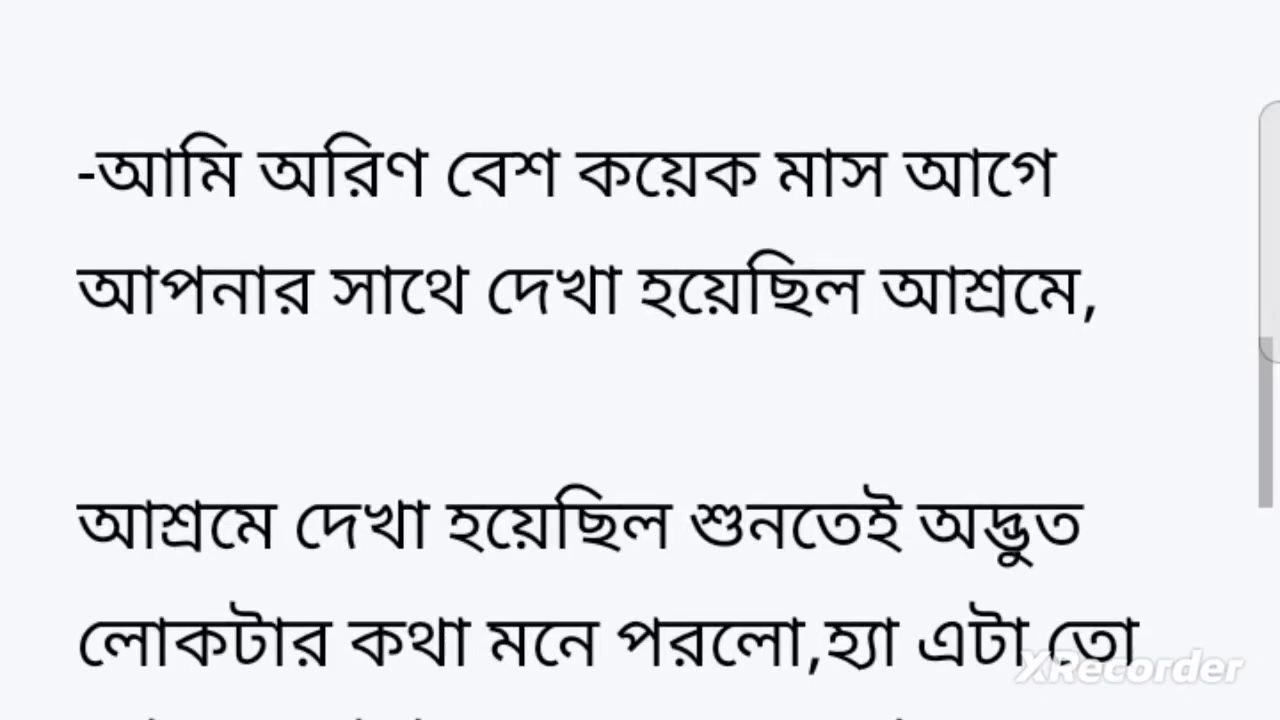 -আমি অরিণ বেশ কয়েক মাস আগে
আপনার সাথে দেখা হয়েছিল আশ্রমে,
আশ্রমে দেখা হয়েছিল শুনতেই অদ্ভুত
লোকটার কথা মনে পরলো,হ্যা এটা তো
XRecorder